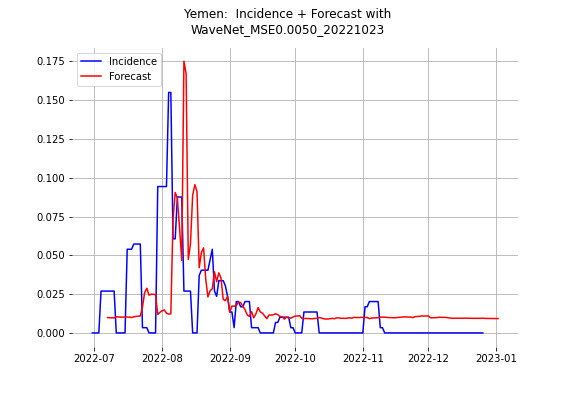 Yemen:  Incidence + Forecast with
WaveNet_MSE0.0050_20221023
Incidence
Forecast
0.175
0.150
0.125
0.100
0.075
0.050
0.025
0.000
2022-07 2022-08 2022-09 2022-10 2022-11 2022-12 2023-01